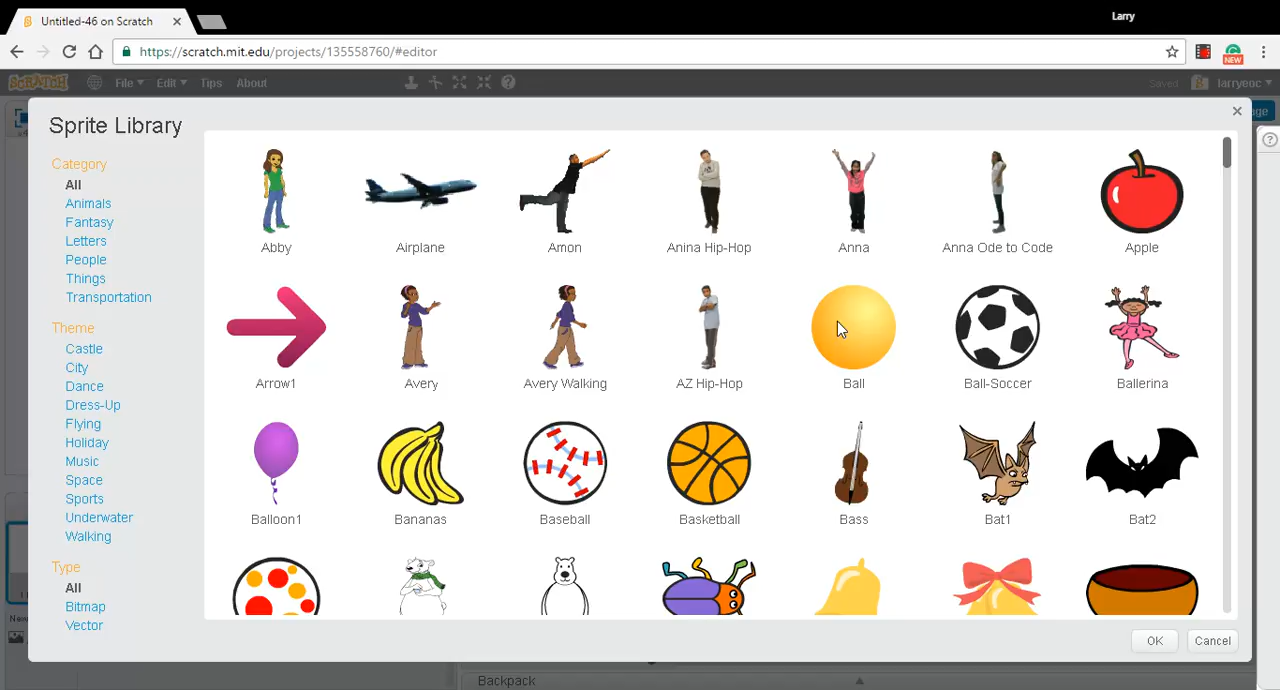 Larry
Untitled-46 on Scratch
https://scratch.mit.edu/projects/135558760/#editor
NEW
SCRATCH File Edit Tips About Saved larryeoc
Sprite Library
Category
All
Animals
Fantasy
Letters
People
Things
Transportation
Theme
Castle
City
Dance
Dress-Up
Flying
Holiday
Music
Space
Sports
Underwater
Walking
Type
All
Bitmap
Vector
Abby Airplane Amon Anina Hip-Hop Anna Anna Ode to Code Apple
Arrow1 Avery Avery Walking AZ Hip-Hop Ball Ball-Soccer Ballerina
Balloon1 Bananas Baseball Basketball Bass Bat1 Bat2
OK Cancel
Backpack